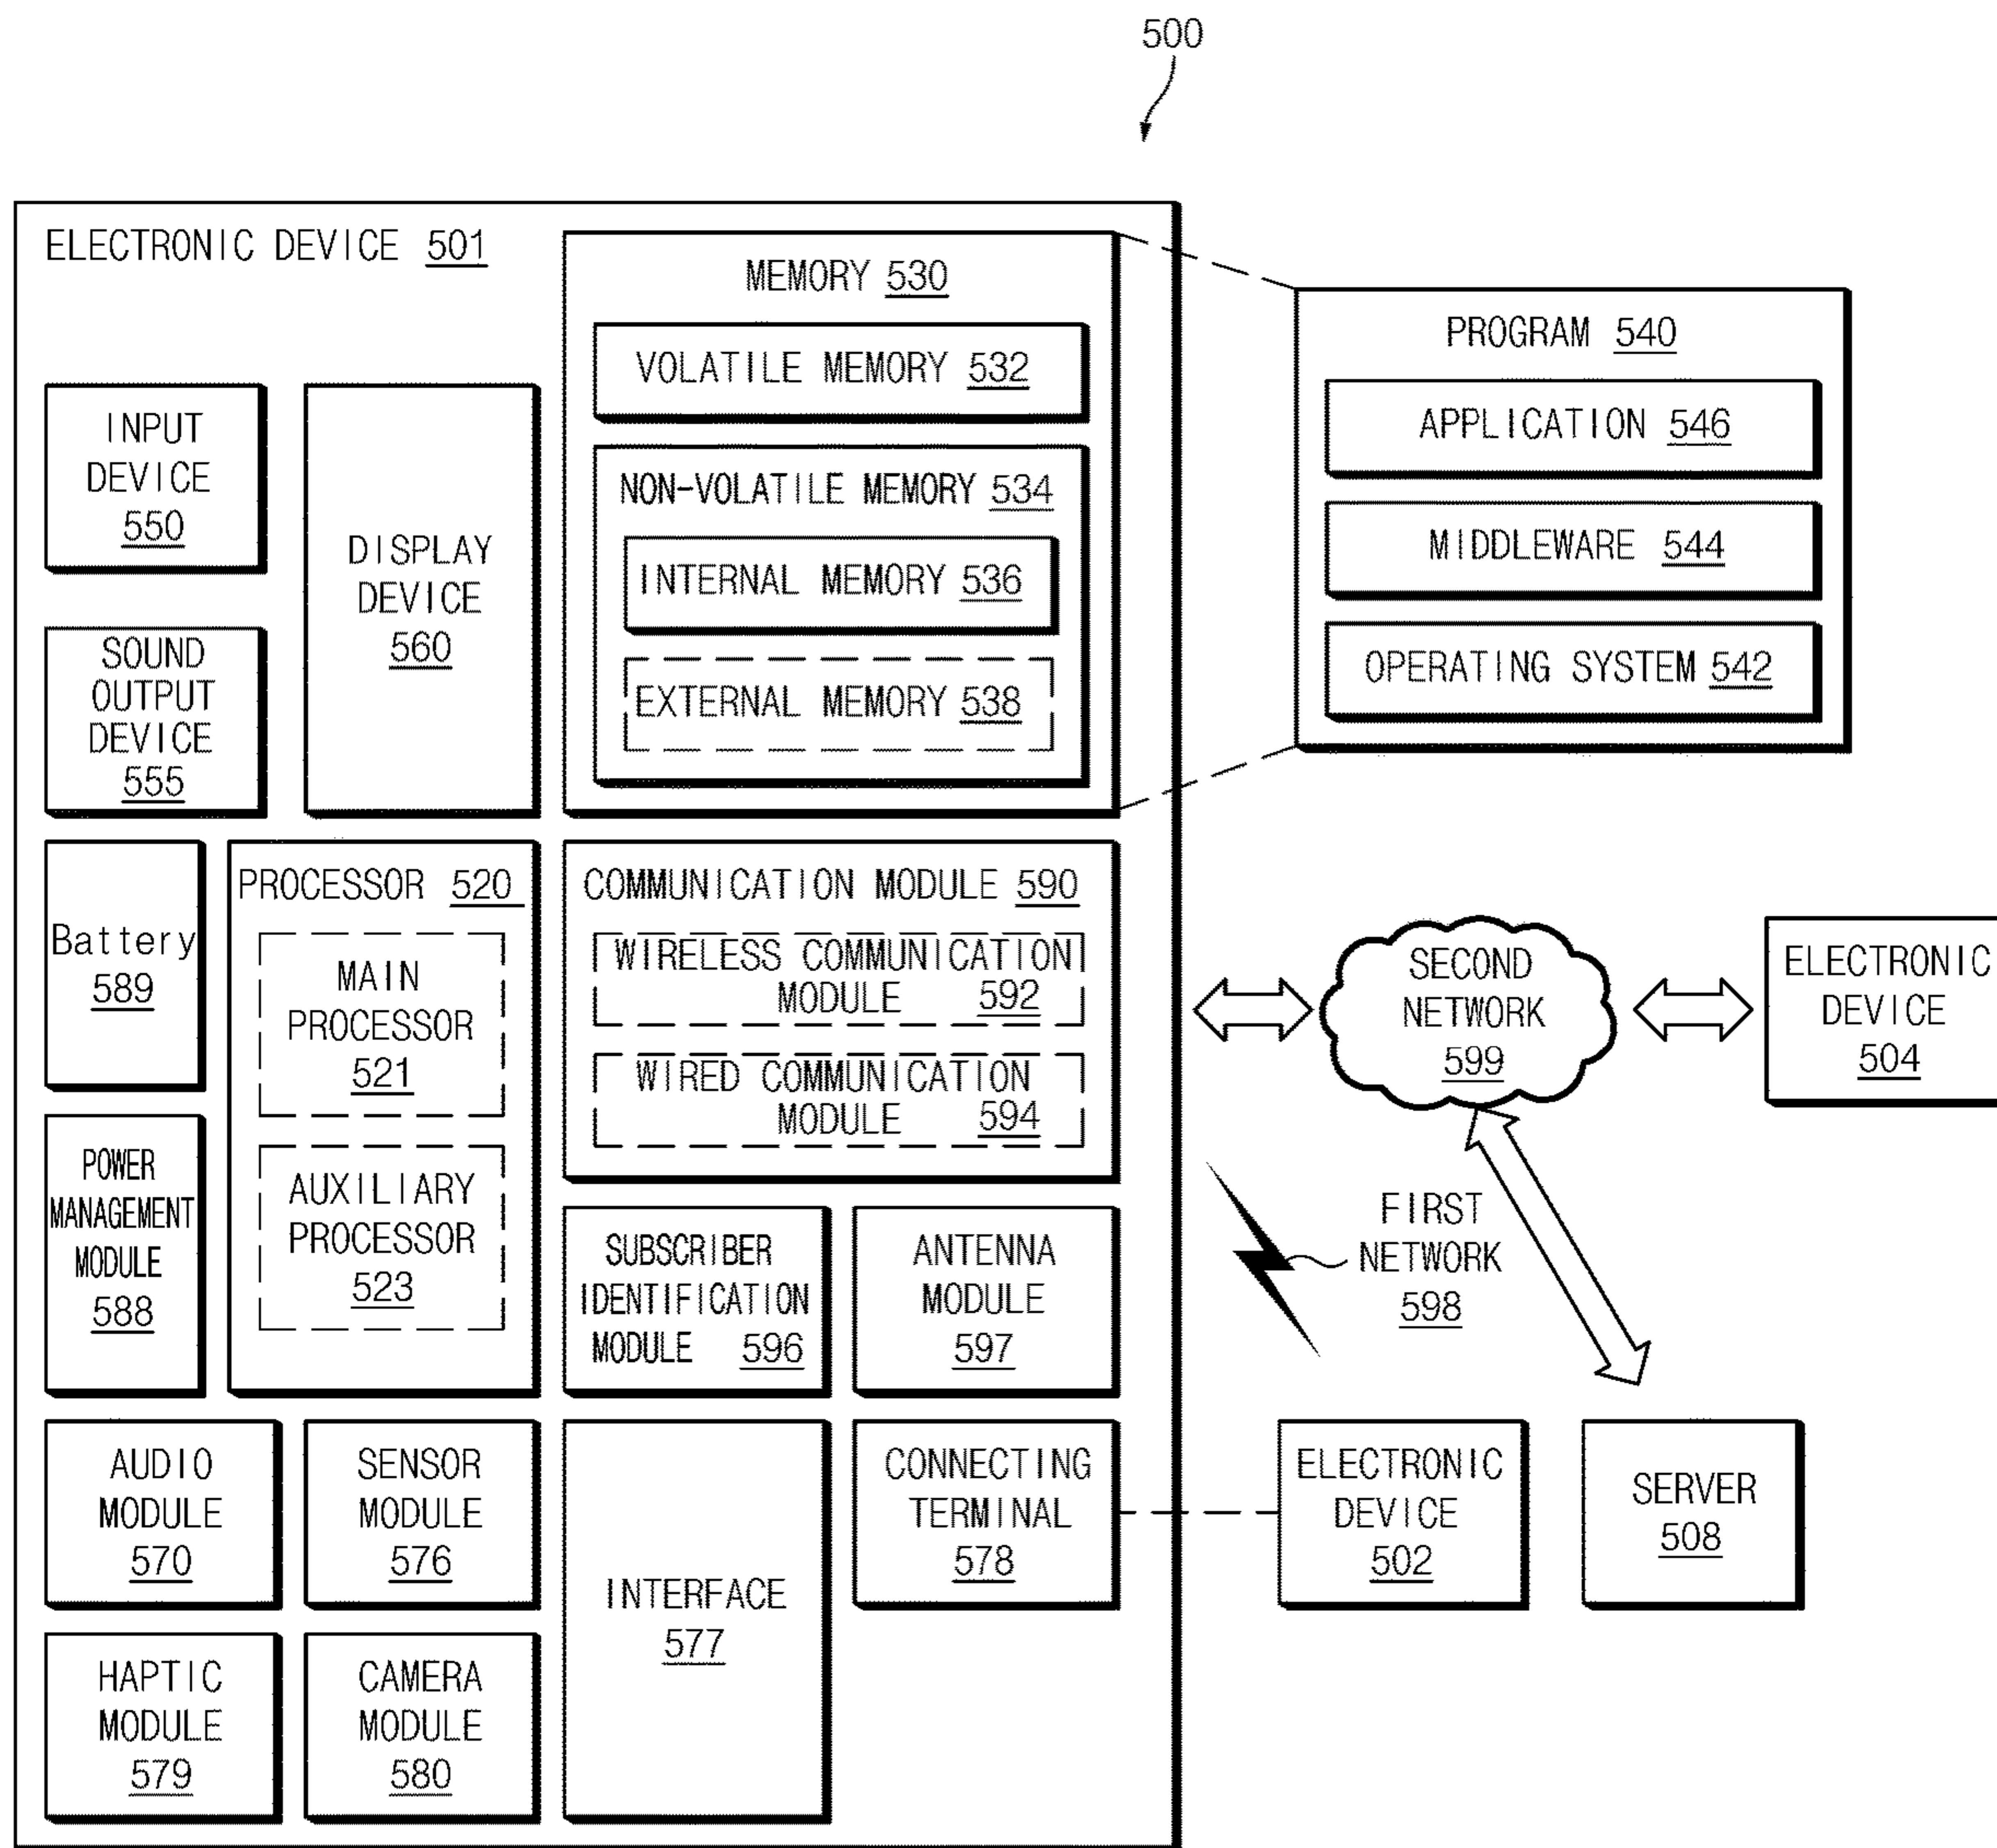 500
ELECTRONIC DEVICE 501
MEMORY 530
VOLATILE MEMORY 532
NON-VOLATILE MEMORY 534
INTERNAL MEMORY 536
EXTERNAL MEMORY 538
PROGRAM 540
APPLICATION 546
MIDDLEWARE 544
OPERATING SYSTEM 542
INPUT
DEVICE
550
DISPLAY
DEVICE
560
SOUND
OUTPUT
DEVICE
555
Battery
589
PROCESSOR 520
MAIN
PROCESSOR
521
AUXILIARY
PROCESSOR
523
COMMUNICATION MODULE 590
WIRELESS COMMUNICATION
MODULE 592
WIRED COMMUNICATION
MODULE 594
SECOND
NETWORK
599
ELECTRONIC
DEVICE
504
POWER
MANAGEMENT
MODULE
588
SUBSCRIBER
IDENTIFICATION
MODULE 596
ANTENNA
MODULE
597
FIRST
NETWORK
598
AUDIO
MODULE
570
SENSOR
MODULE
576
INTERFACE
577
CONNECTING
TERMINAL
578
ELECTRONIC
DEVICE
502
SERVER
508
HAPTIC
MODULE
579
CAMERA
MODULE
580